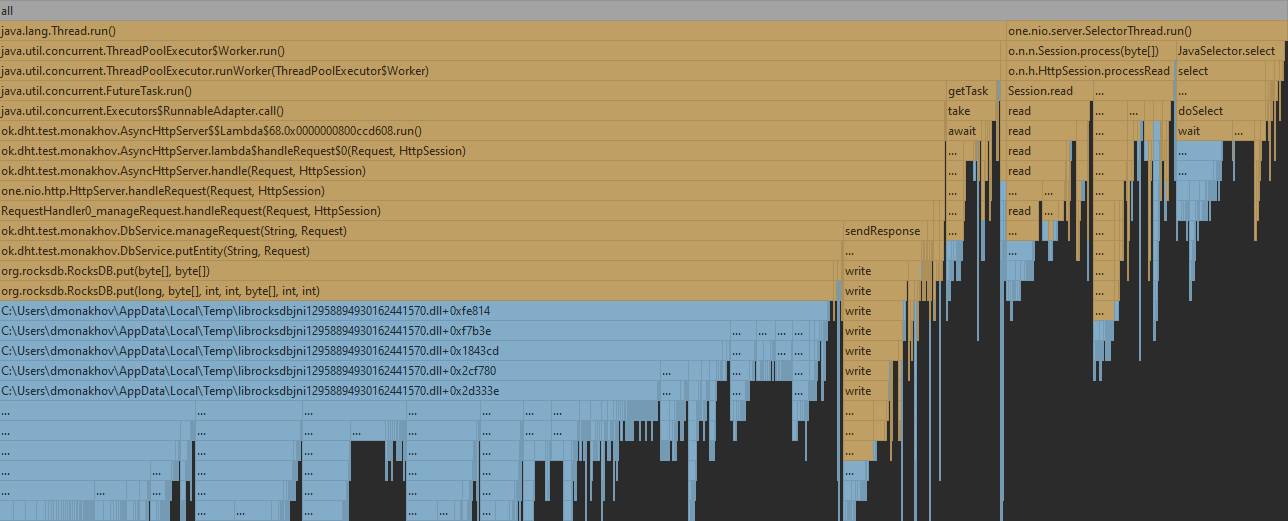 all
java.lang.Thread.run() one.nio.server.SelectorThread.run()
java.util.concurrent.ThreadPoolExecutor$Worker.run() o.n.n.Session.process(byte[]) JavaSelector.select
java.util.concurrent.ThreadPoolExecutor.runWorker(ThreadPoolExecutor$Worker) o.n.h.HttpSession.processRead select
java.util.concurrent.FutureTask.run() getTask Session.read ... ...
java.util.concurrent.Executors$RunnableAdapter.call() take read ... ... doSelect
ok.dht.test.monakhov.AsyncHttpServer$$Lambda$68.0x0000000800ccd608.run() await read ... wait ...
ok.dht.test.monakhov.AsyncHttpServer.lambda$handleRequest$0(Request, HttpSession) ... read ... ...
ok.dht.test.monakhov.AsyncHttpServer.handle(Request, HttpSession) ... read ... ...
one.nio.http.HttpServer.handleRequest(Request, HttpSession) ... ... ... ... ...
RequestHandler0_manageRequest.handleRequest(Request, HttpSession) ... read ... ...
ok.dht.test.monakhov.DbService.manageRequest(String, Request) sendResponse ... ... ...
ok.dht.test.monakhov.DbService.putEntity(String, Request) ... ...
org.rocksdb.RocksDB.put(byte[], byte[]) write ...
org.rocksdb.RocksDB.put(long, byte[], int, int, byte[], int, int) write ...
C:\Users\dmonakhov\AppData\Local\Temp\librocksdbjni12958894930162441570.dll+0xfe814 write ...
C:\Users\dmonakhov\AppData\Local\Temp\librocksdbjni12958894930162441570.dll+0xf7b3e ... ... ... ... write
C:\Users\dmonakhov\AppData\Local\Temp\librocksdbjni12958894930162441570.dll+0x1843cd ... ... ... write
C:\Users\dmonakhov\AppData\Local\Temp\librocksdbjni12958894930162441570.dll+0x2cf780 ... ... ... write
C:\Users\dmonakhov\AppData\Local\Temp\librocksdbjni12958894930162441570.dll+0x2d333e ... ... ... write
... ... ... ... ... ... ...
... ... ... ... ... ... ...
... ... ... ... ... ...
... ... ... ... ... ... ...
... ... ... ... ... ... ...
... ... ... ... ...